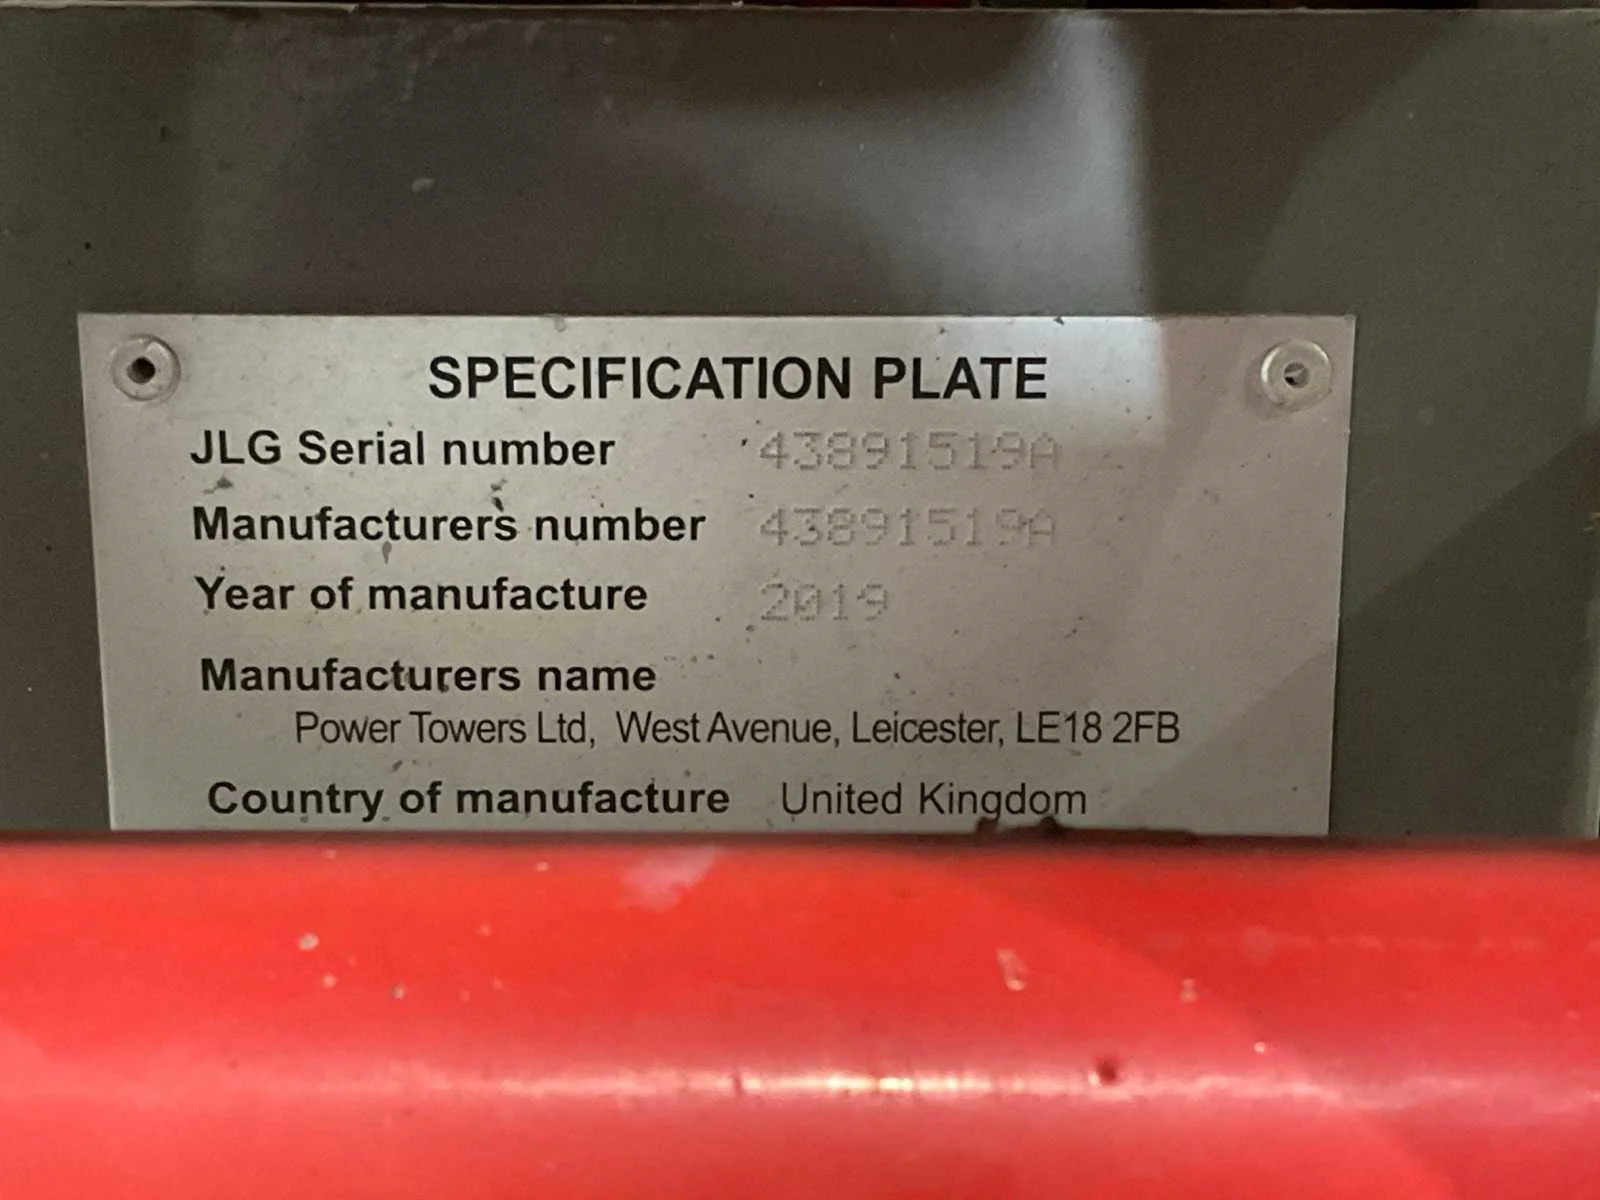 SPECIFICATION PLATE
JLG Serial number 43891519A
Manufacturers number 43891519A
Year of manufacture 2019
Manufacturers name
Power Towers Ltd, West Avenue, Leicester, LE18 2FB
Country of manufacture United Kingdom